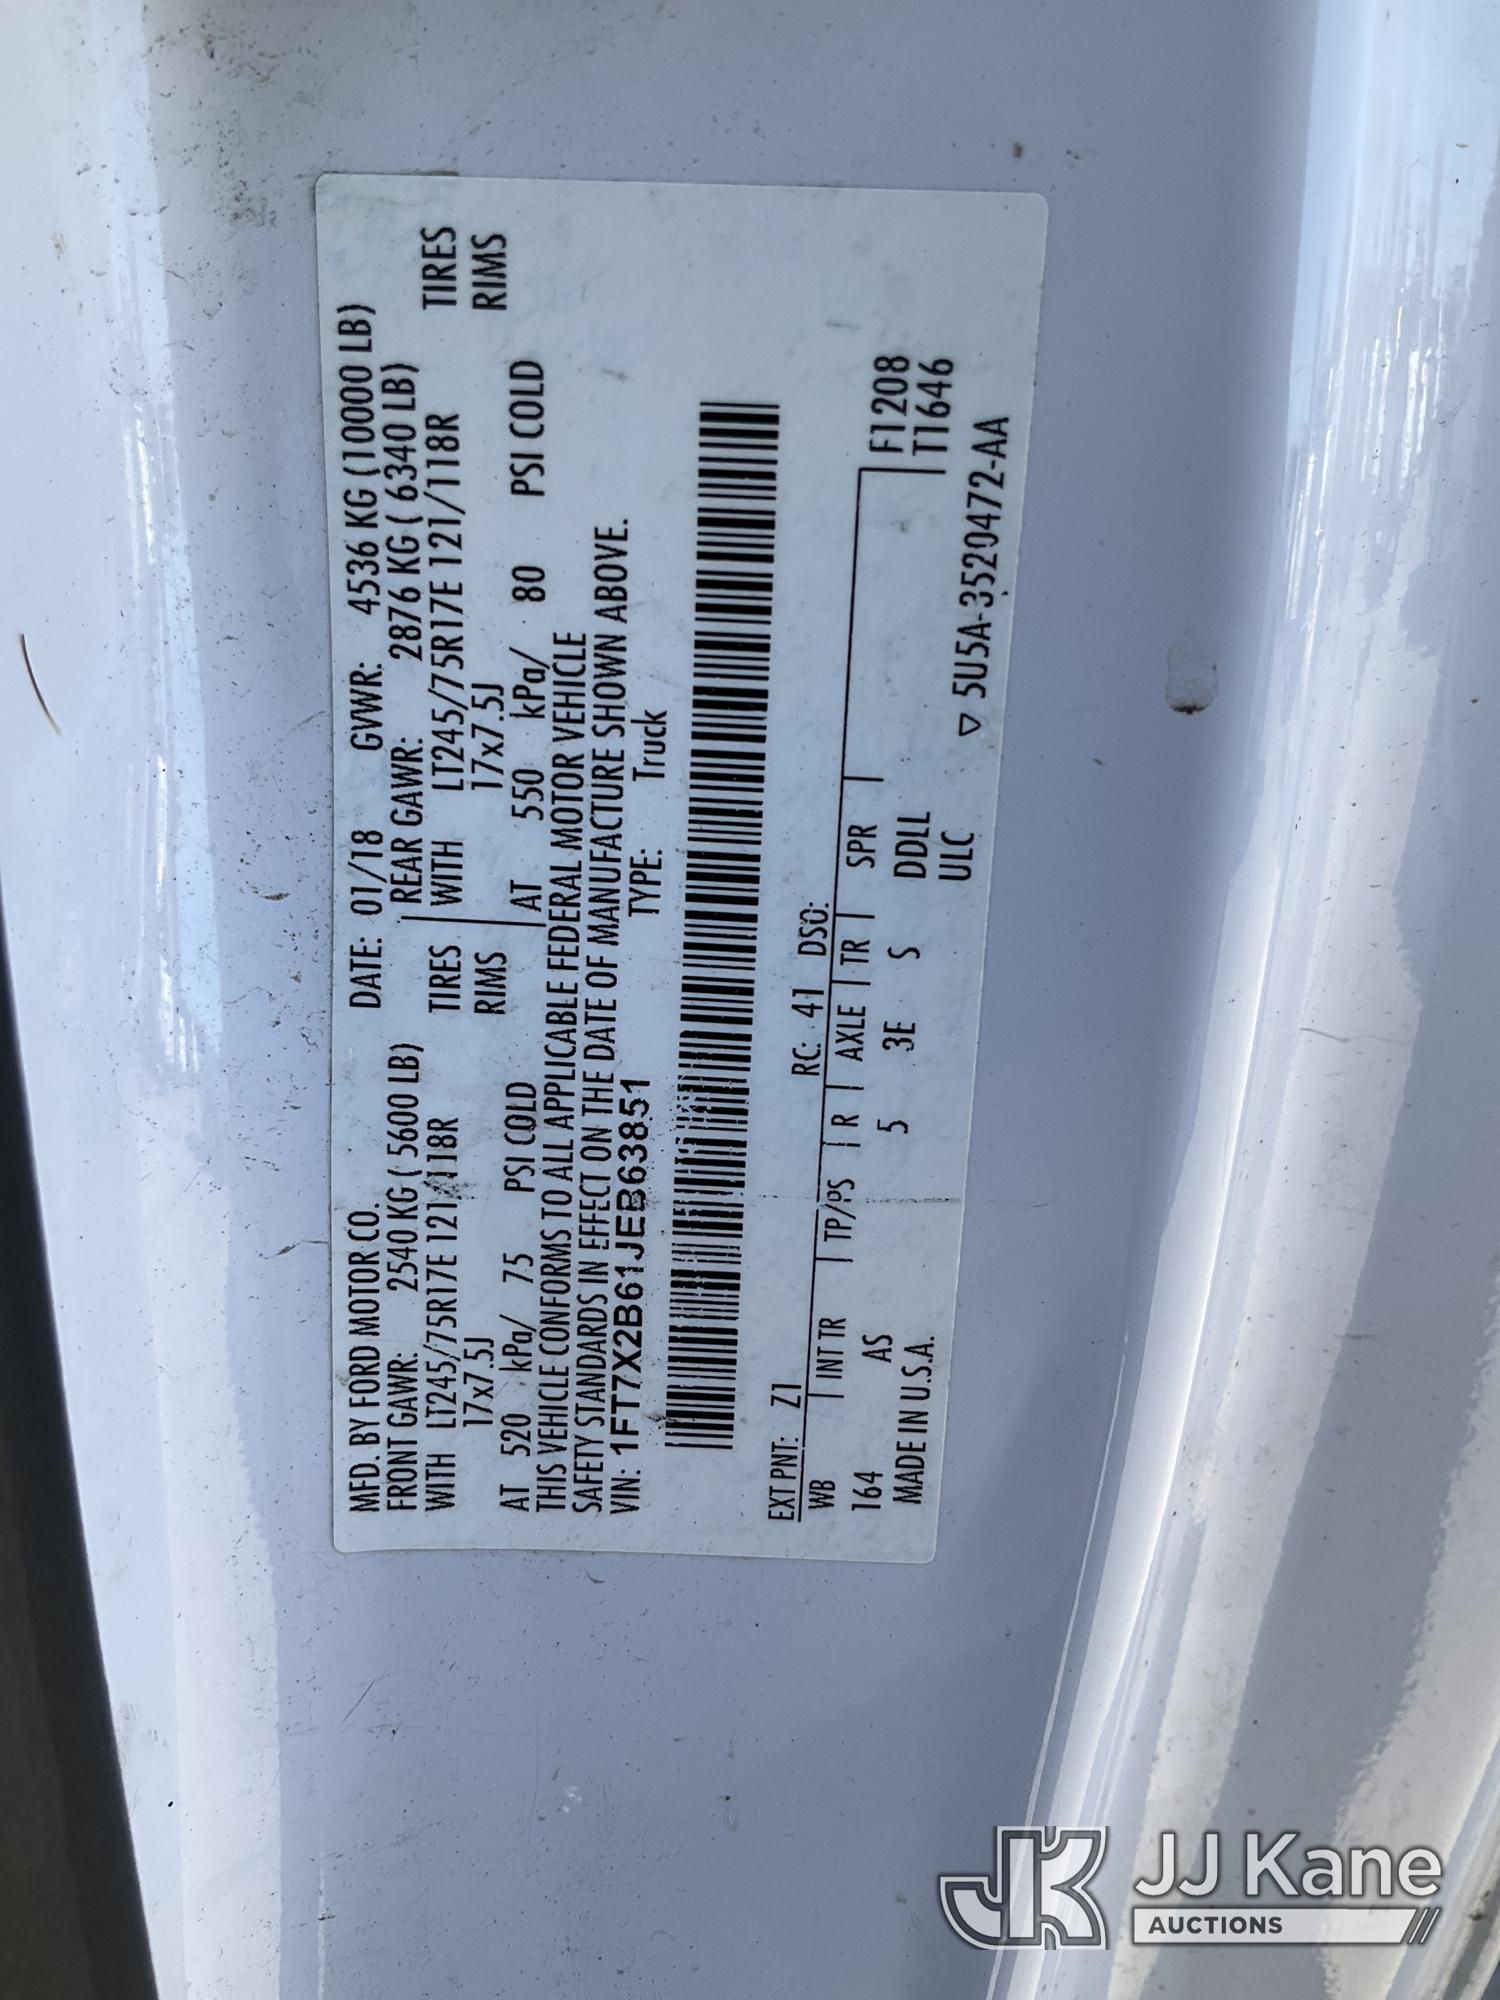 MFD. BY FORD MOTOR CO. DATE: 01/18 GVWR: 4536 KG (10000 LB)
FRONT GAWR: 2540 KG ( 5600 LB) REAR GAWR: 2876 KG ( 6340 LB)
WITH LT245/75R17E 121/118R TIRES WITH LT245/75R17E 121/118R TIRES
17x7.5J RIMS 17x7.5J RIMS
AT 520 kPa/ 75 PSI COLD AT 550 kPa/ 80 PSI COLD
THIS VEHICLE CONFORMS TO ALL APPLICABLE FEDERAL MOTOR VEHICLE
SAFETY STANDARDS IN EFFECT ON THE DATE OF MANUFACTURE SHOWN ABOVE.
VIN: 1FT7X2B61JEB63851 TYPE: Truck
EXT PNT: Z1 RC: 41 DSO:
WB INT TR TP/PS R AXLE TR SPR
164 AS 5 3E S DDLL F1208
MADE IN U.S.A. ULC T1646
▽ 5U5A-3520472-AA
JK JJ Kane
AUCTIONS